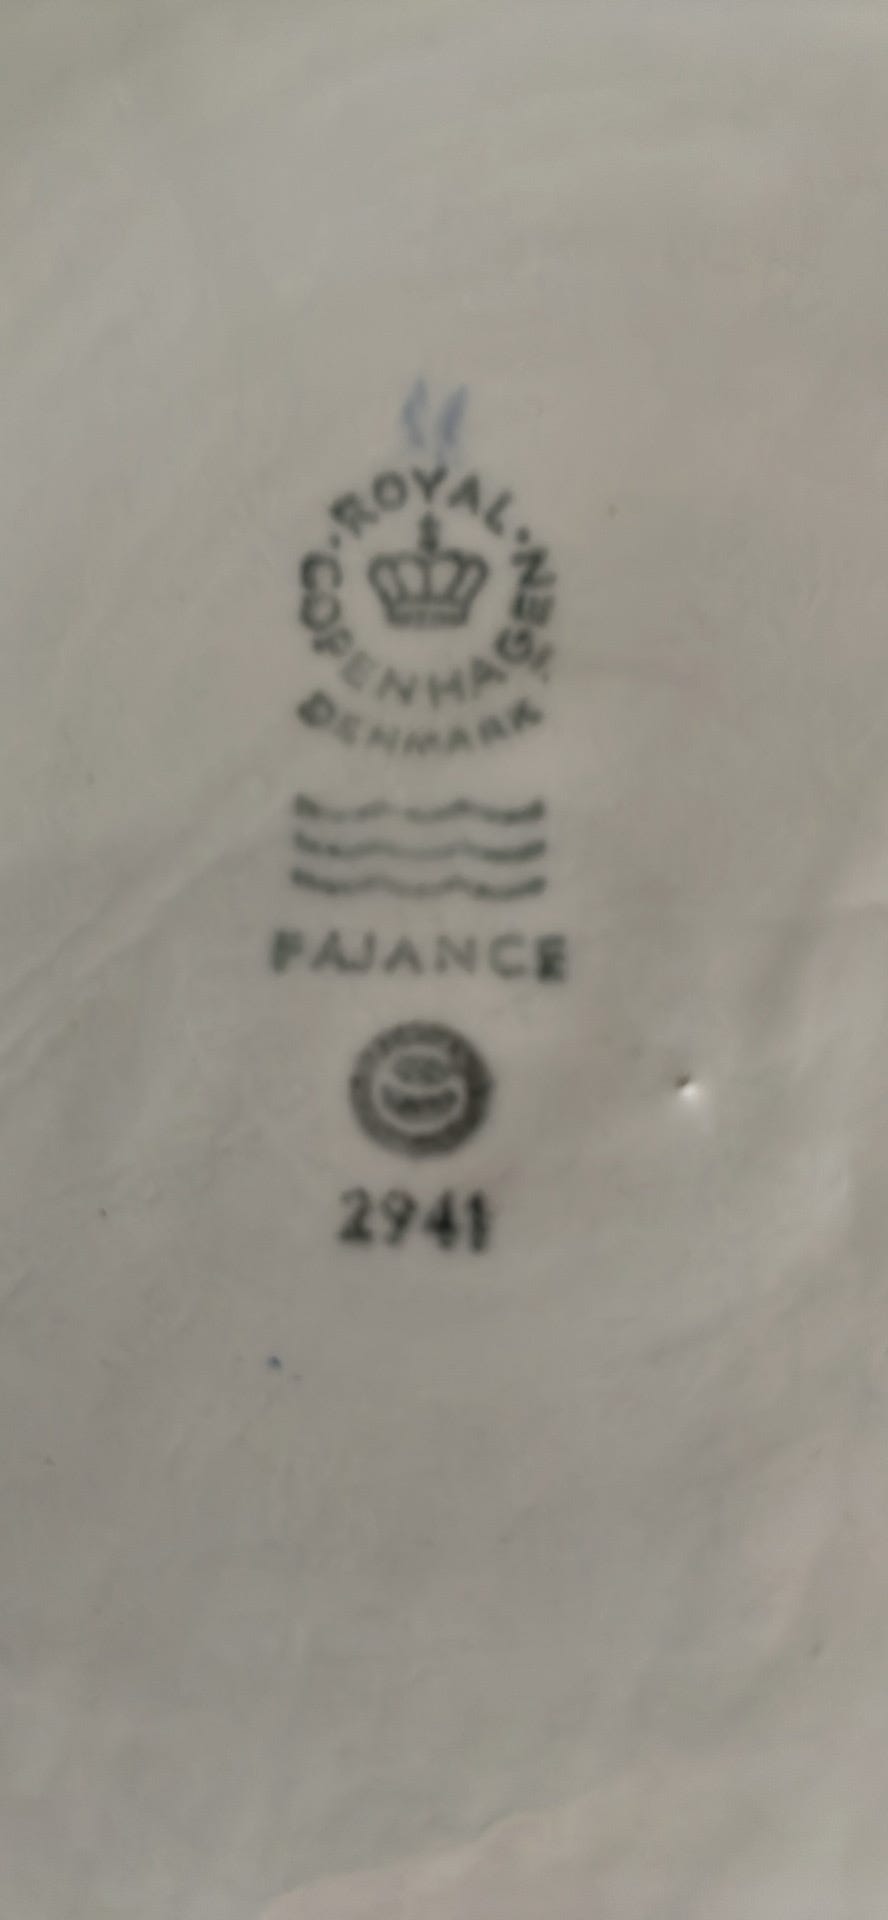 ROYAL
COPENHAGEN
DENMARK
FAJANCE
2941